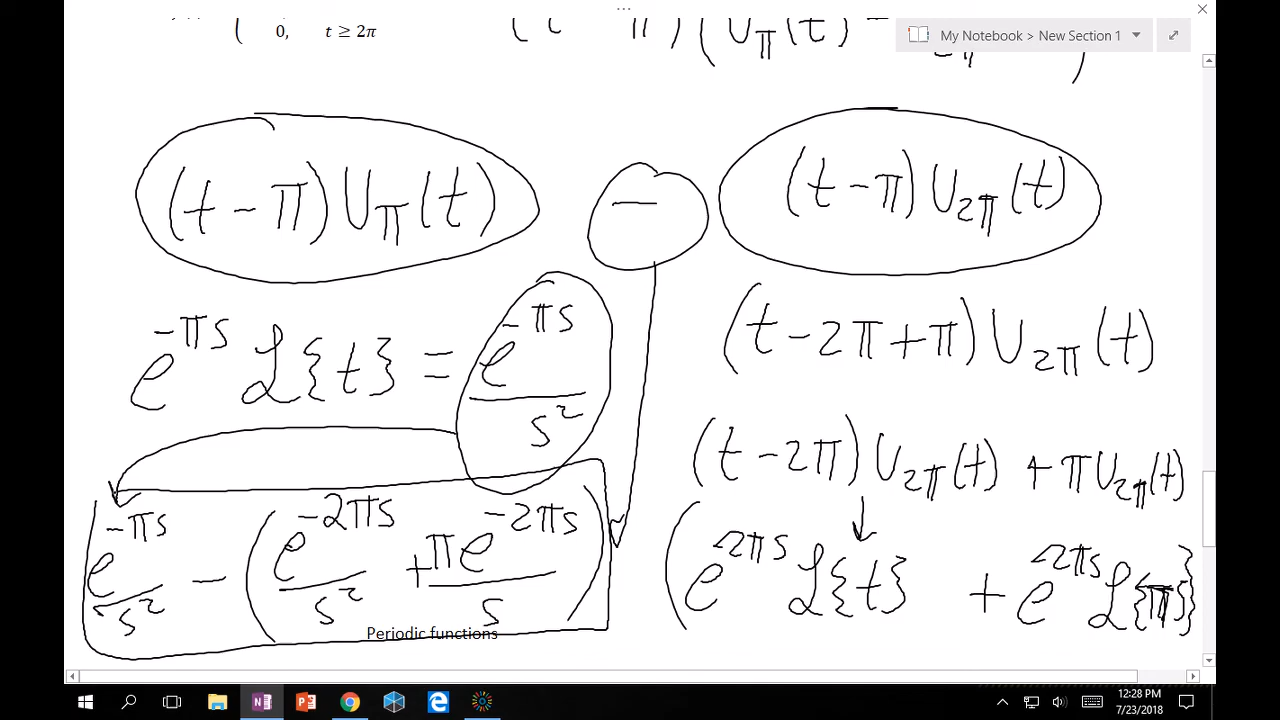 0, t ≥ 2π
(t - π)(U_π(t) -
My Notebook > New Section 1
(t - π) U_π(t) - (t - π) U_2π(t)
e^-πs ℒ{t} = e^-πs / s²
(t - 2π + π) U_2π(t)
(t - 2π) U_2π(t) + π U_2π(t)
e^-πs / s² - (e^-2πs / s² + πe^-2πs / s)
(e^-2πs ℒ{t} + e^-2πs ℒ{π}
Periodic functions
12:28 PM
7/23/2018